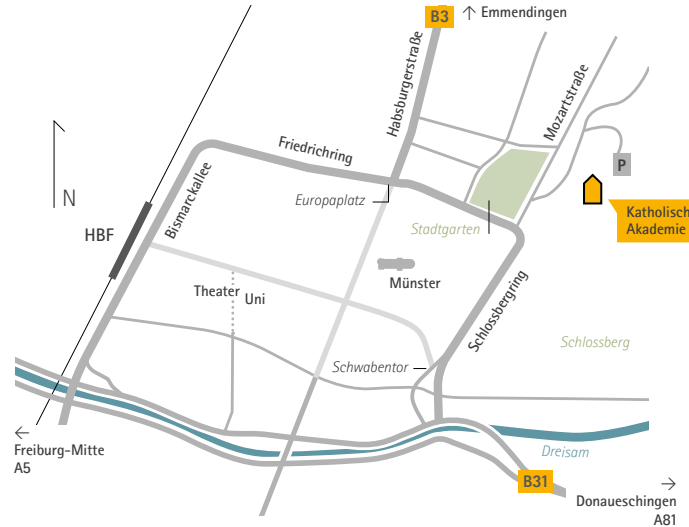 B3 ↑ Emmendingen
Habsburgerstraße
Mozartstraße
Friedrichring
P
Bismarckallee
N
Europaplatz
Katholische
Akademie
Stadtgarten
HBF
Münster
Theater Uni
Schlossbergring
Schlossberg
Schwabentor
←
Freiburg-Mitte
A5
Dreisam
B31
→
Donaueschingen
A81